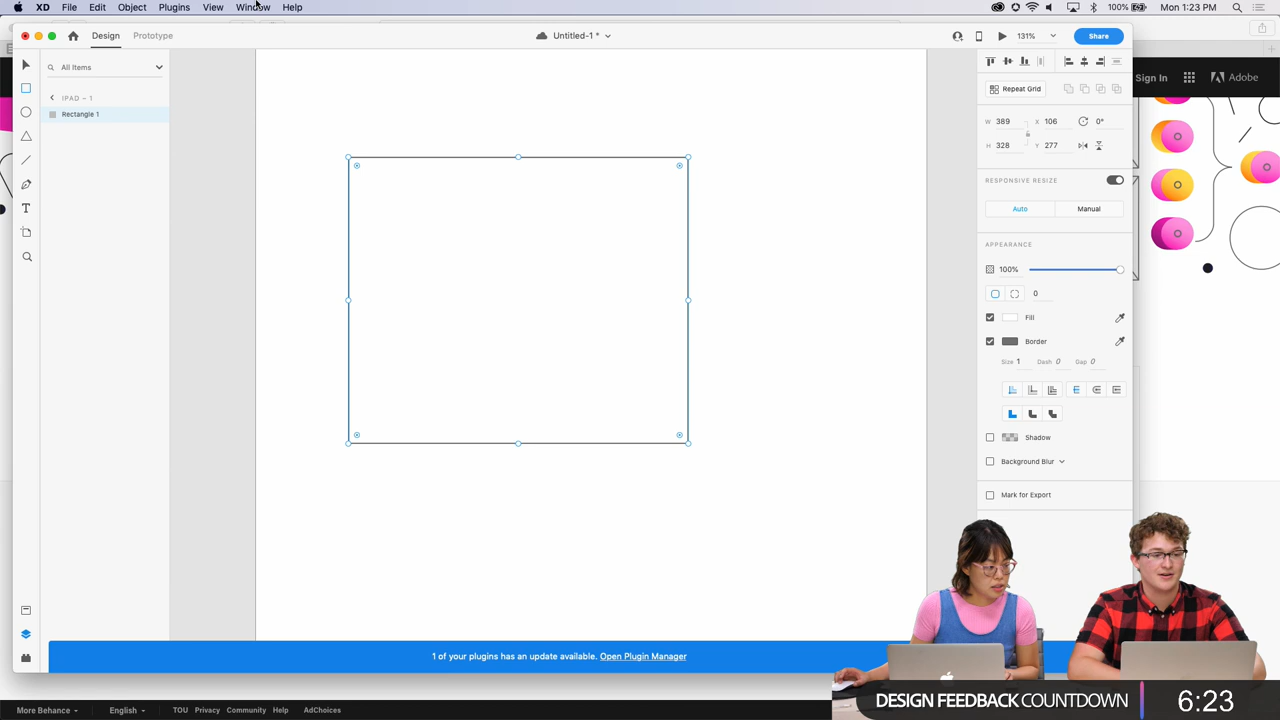 XD File Edit Object Plugins View Window Help
100% Mon 1:23 PM
Design Prototype
Untitled-1 *
131%
Share
All Items
IPAD – 1
Rectangle 1
Sign In
Adobe
Repeat Grid
W 389 X 106 0°
H 328 Y 277
RESPONSIVE RESIZE
Auto Manual
APPEARANCE
100%
0
Fill
Border
Size 1 Dash 0 Gap 0
Shadow
Background Blur
Mark for Export
1 of your plugins has an update available. Open Plugin Manager
DESIGN FEEDBACK COUNTDOWN 6:23
More Behance English TOU Privacy Community Help AdChoices